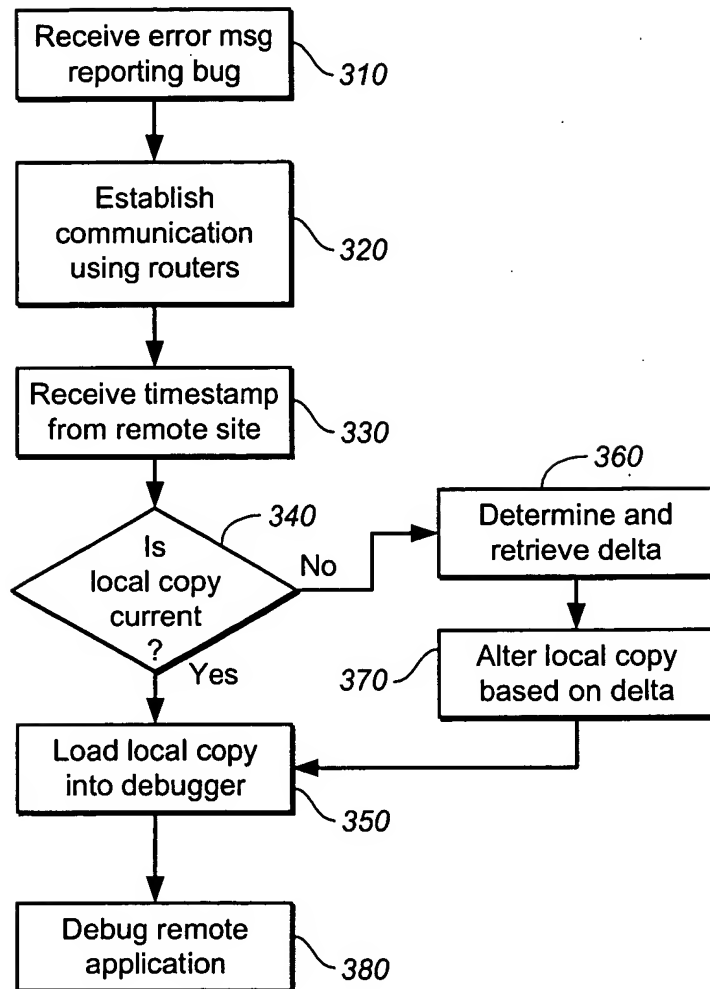 Receive error msg
reporting bug
310
Establish
communication
using routers
320
Receive timestamp
from remote site
330
340
Is
local copy
current
?
No
Yes
360
Determine and
retrieve delta
370
Alter local copy
based on delta
Load local copy
into debugger
350
Debug remote
application
380